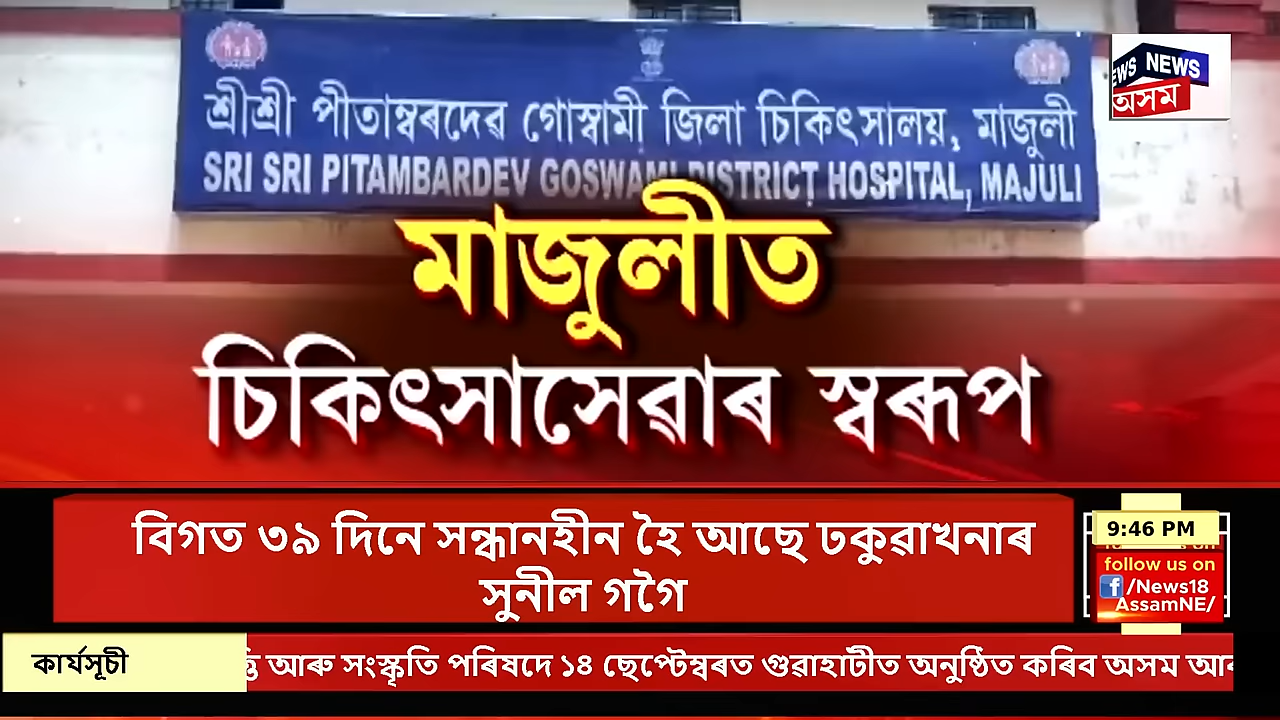 শ্রীশ্রী পীতাম্বৰদেৱ গোস্বামী জিলা চিকিৎসালয়, মাজুলী
SRI SRI PITAMBARDEV GOSWAMI DISTRICT HOSPITAL, MAJULI
NEWS
অসম
মাজুলীত
চিকিৎসাসেৱাৰ স্বৰূপ
বিগত ৩৯ দিনে সন্ধানহীন হৈ আছে ঢকুৱাখনাৰ
সুনীল গগৈ
9:46 PM
follow us on
/News18
AssamNE/
কাৰ্যসূচী
আৰু সংস্কৃতি পৰিষদে ১৪ ছেপ্টেম্বৰত গুৱাহাটীত অনুষ্ঠিত কৰিব অসম